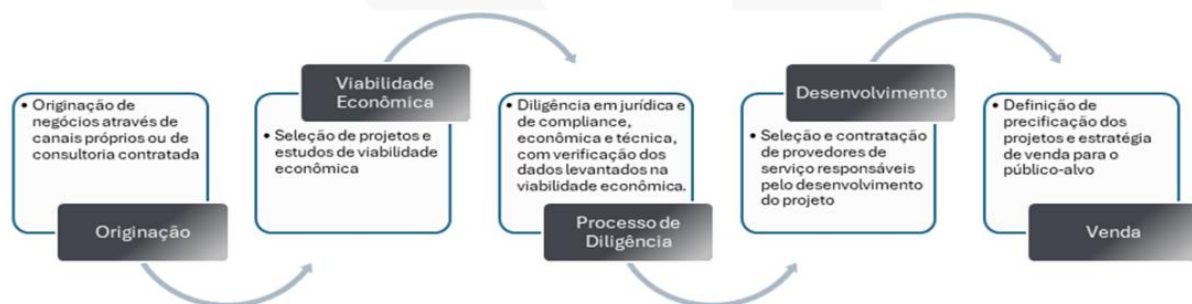 • Originação de
negócios através de
canais próprios ou de
consultoria contratada
Originação
Viabilidade
Econômica
• Seleção de projetos e
estudos de viabilidade
econômica
• Diligência em jurídica e
de compliance,
econômica e técnica,
com verificação dos
dados levantados na
viabilidade econômica.
Processo de
Diligência
Desenvolvimento
• Seleção e contratação
de provedores de
serviço responsáveis
pelo desenvolvimento
do projeto
• Definição de
precificação dos
projetos e estratégia
de venda para o
público-alvo
Venda